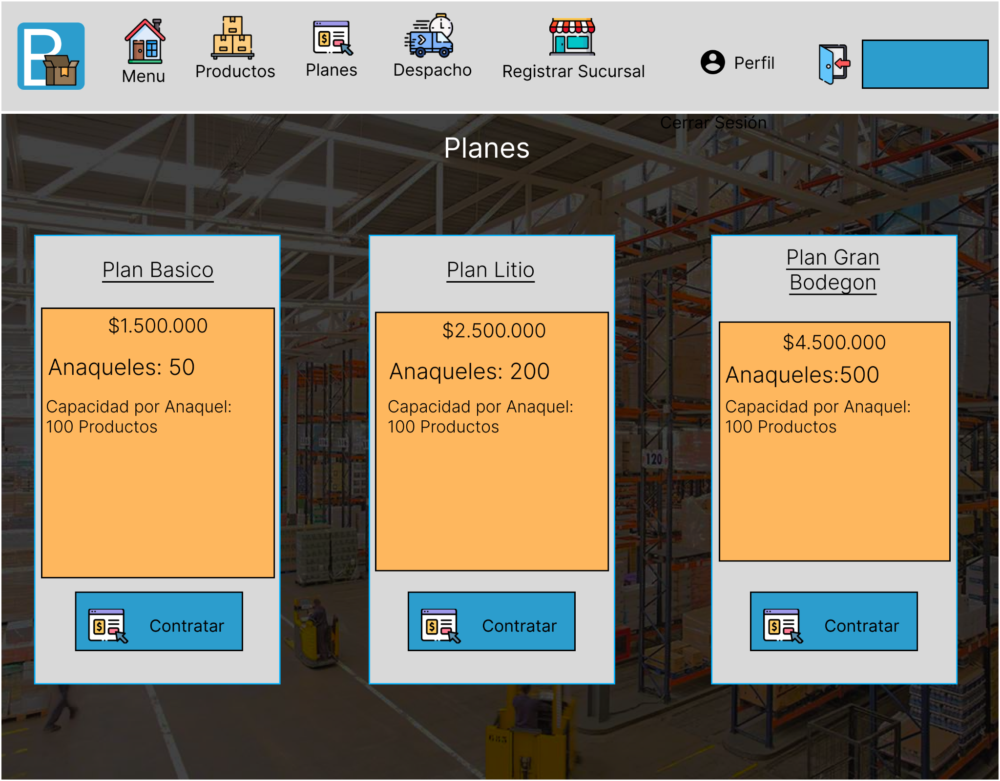 B
Menu
Productos
Planes
Despacho
Registrar Sucursal
Perfil
Cerrar Sesión
Planes
Plan Basico
$1.500.000
Anaqueles: 50
Capacidad por Anaquel:
100 Productos
Contratar
Plan Litio
$2.500.000
Anaqueles: 200
Capacidad por Anaquel:
100 Productos
Contratar
Plan Gran
Bodegon
$4.500.000
Anaqueles:500
Capacidad por Anaquel:
100 Productos
Contratar
120